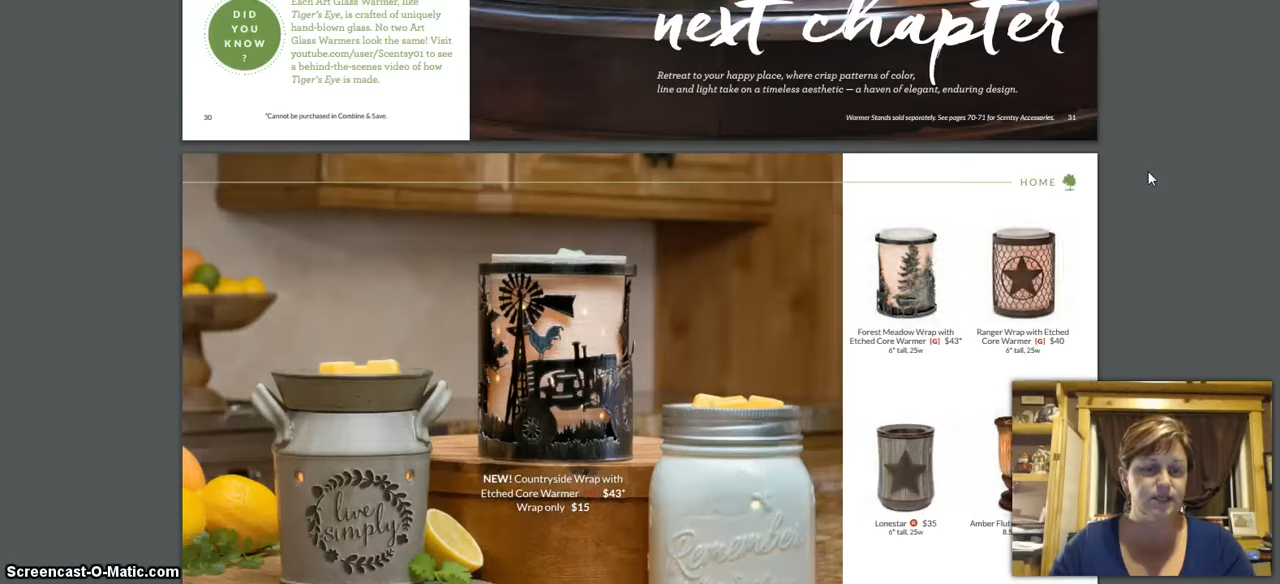 DID
YOU
KNOW
?
Each Art Glass Warmer, like
Tiger's Eye, is crafted of uniquely
hand-blown glass. No two Art
Glass Warmers look the same! Visit
youtube.com/user/Scentsy01 to see
a behind-the-scenes video of how
Tiger's Eye is made.
30
*Cannot be purchased in Combine & Save.
next chapter
Retreat to your happy place, where crisp patterns of color,
line and light take on a timeless aesthetic — a haven of elegant, enduring design.
Warmer Stands sold separately. See pages 70-71 for Scentsy Accessories.
31
HOME
Forest Meadow Wrap with
Etched Core Warmer [G] $43*
6" tall, 25w
Ranger Wrap with Etched
Core Warmer [G] $40
6" tall, 25w
NEW! Countryside Wrap with
Etched Core Warmer [G] $43*
Wrap only $15
live
simply
Remember
Lonestar $35
6" tall, 25w
Amber
Screencast-O-Matic.com